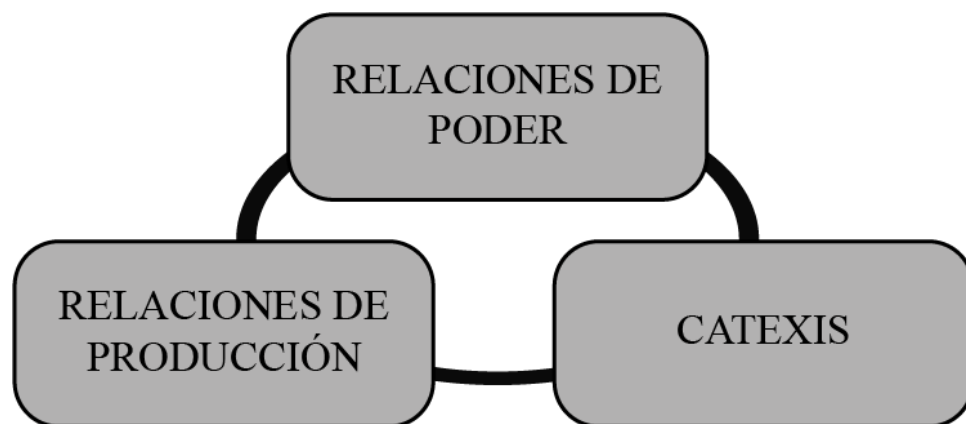 RELACIONES DE
PODER
RELACIONES DE
PRODUCCIÓN
CATEXIS